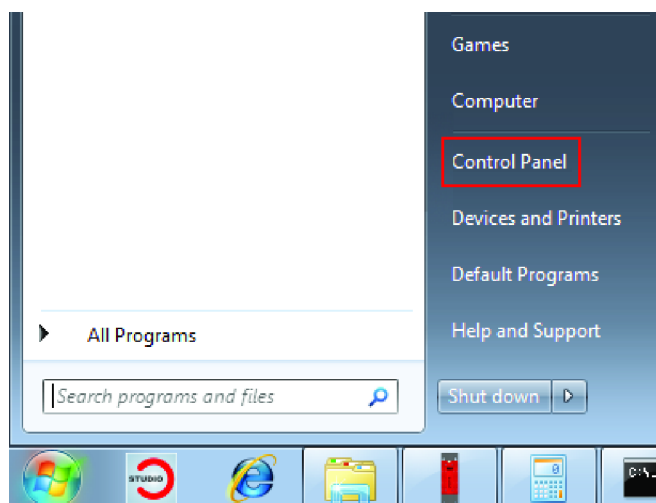 Games
Computer
Control Panel
Devices and Printers
Default Programs
Help and Support
All Programs
Search programs and files
Shut down
STUDIO
C:\_